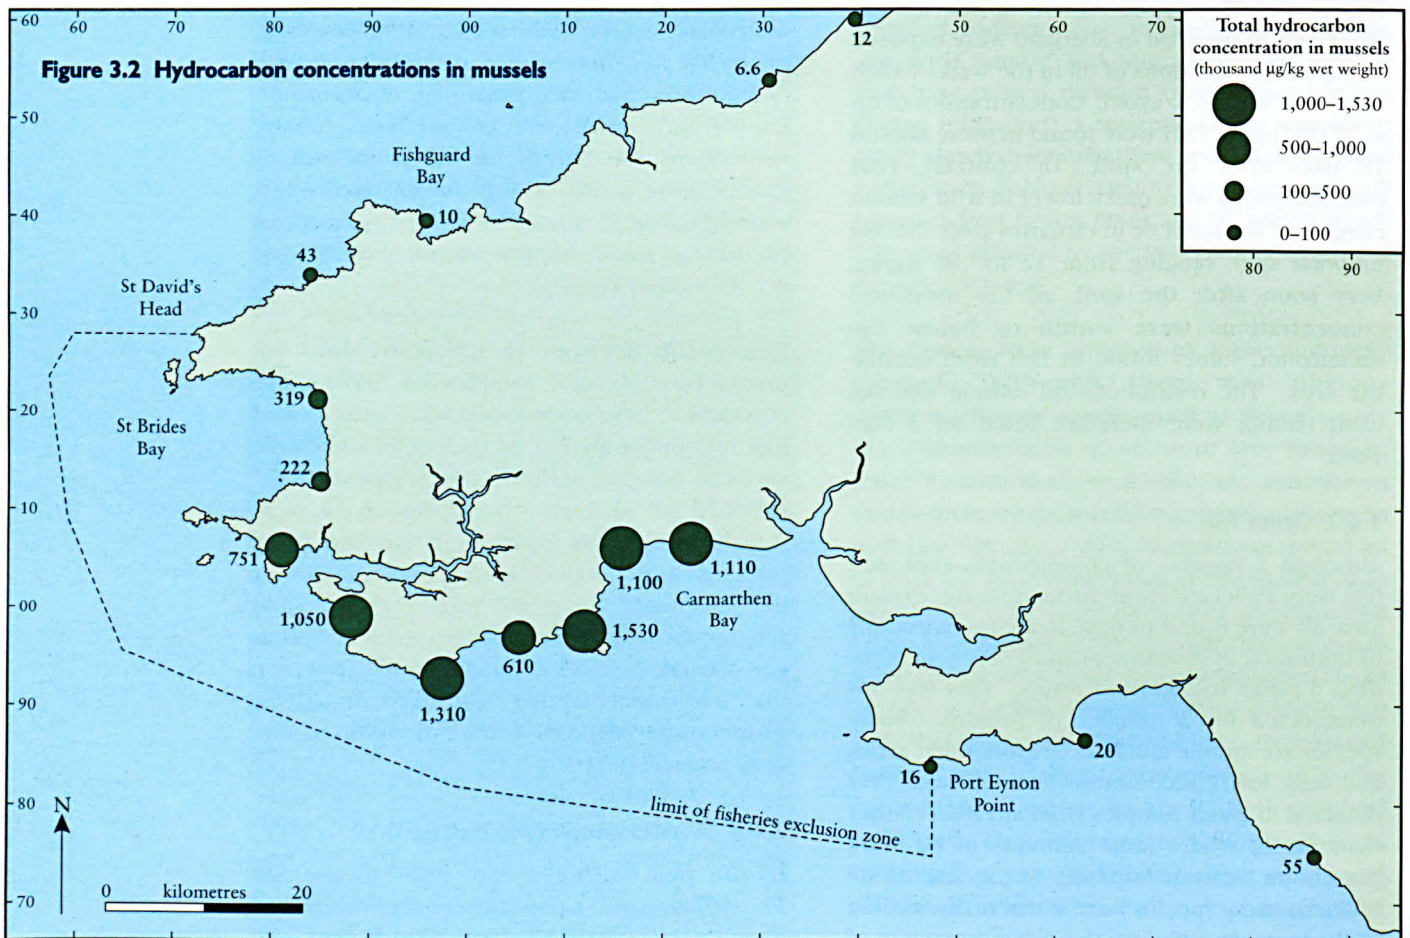 60 70 80 90 00 10 20 30 50 60 70
Figure 3.2 Hydrocarbon concentrations in mussels
Total hydrocarbon
concentration in mussels
(thousand µg/kg wet weight)
1,000–1,530
500–1,000
100–500
0–100
12
6.6
50
Fishguard
Bay
40
10
43
80 90
St David's
Head
30
319
20
St Brides
Bay
222
10
751
1,100
1,110
Carmarthen
Bay
00
1,050
1,530
610
90
1,310
20
16
Port Eynon
Point
80
limit of fisheries exclusion zone
N
55
0 kilometres 20
70